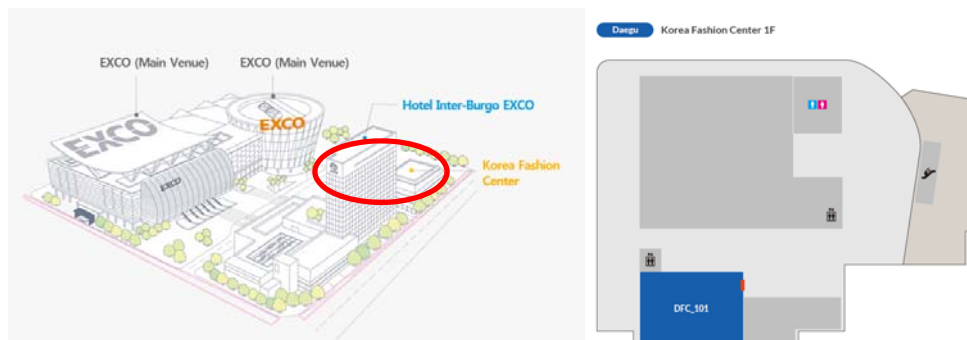 EXCO (Main Venue)
EXCO (Main Venue)
Hotel Inter-Burgo EXCO
EXCO
EXCO
EXCO
Korea Fashion
Center
Daegu
Korea Fashion Center 1F
DFC_101